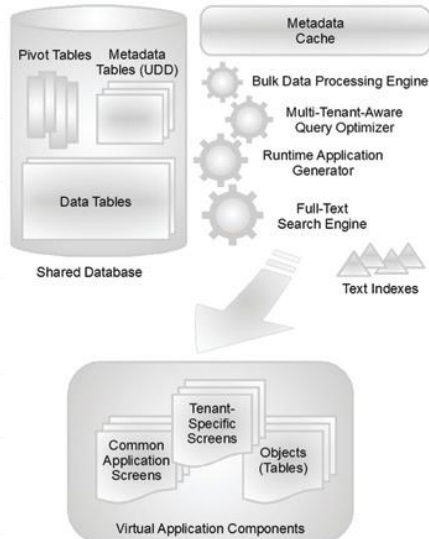 Metadata
Cache
Pivot Tables
Metadata
Tables (UDD)
Bulk Data Processing Engine
Multi-Tenant-Aware
Query Optimizer
Runtime Application
Generator
Data Tables
Full-Text
Search Engine
Shared Database
Text Indexes
Tenant-
Specific
Screens
Common
Application
Screens
Objects
(Tables)
Virtual Application Components